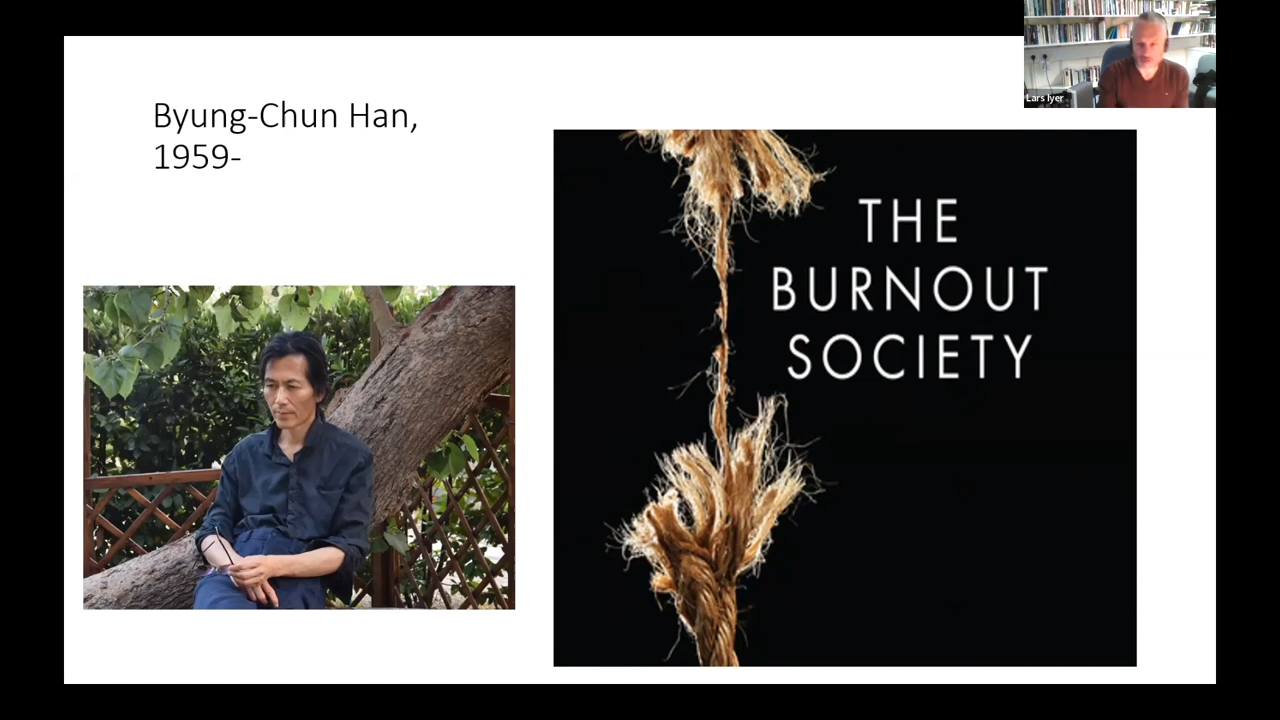 Byung-Chun Han,
1959-
Lars Iyer
THE
BURNOUT
SOCIETY